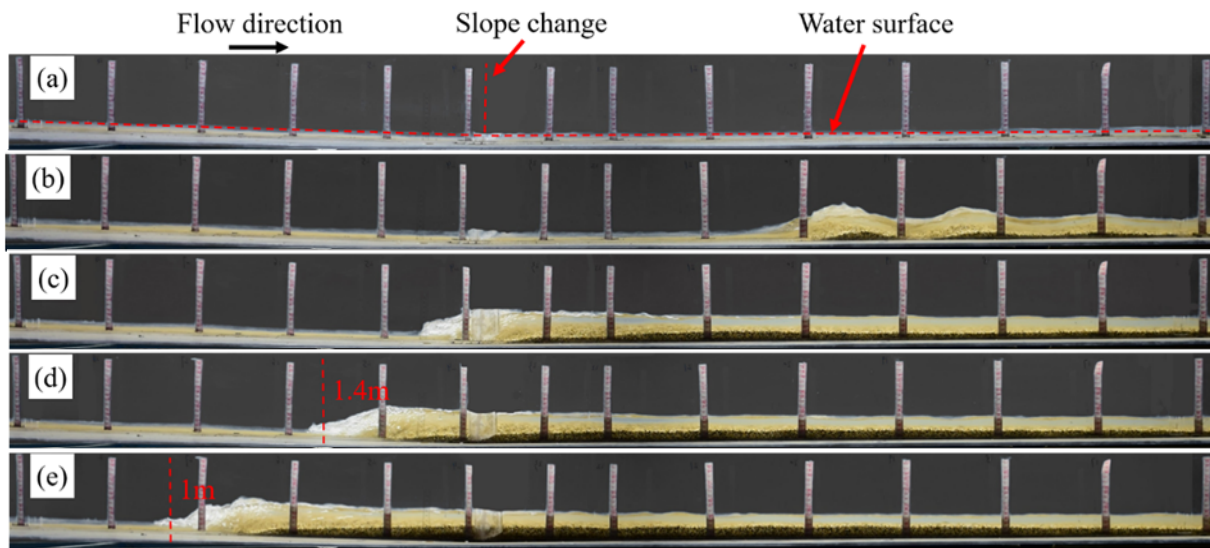 Flow direction
Slope change
Water surface
(a)
(b)
(c)
(d)
1.4m
(e)
1m